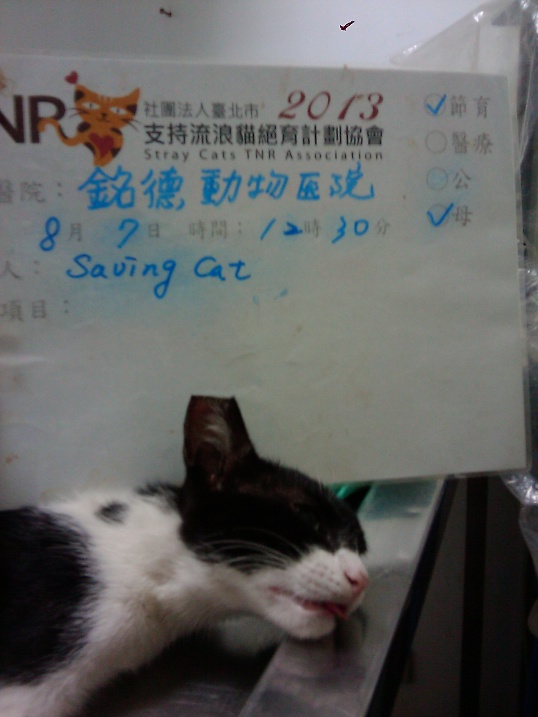 TNR 社團法人臺北市 2013
支持流浪貓絕育計劃協會
Stray Cats TNR Association
節育
醫療
公
母
醫院：銘德動物医院
8月 7日 時間：12時30分
人： Saving Cat
項目：